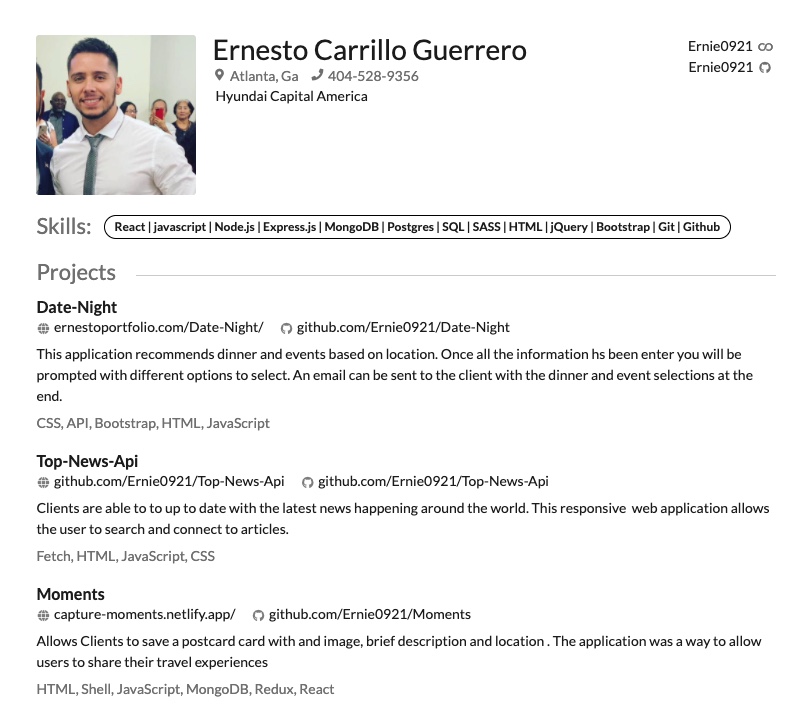 Ernesto Carrillo Guerrero
Atlanta, Ga 404-528-9356
Hyundai Capital America
Ernie0921
Ernie0921
Skills: React | javascript | Node.js | Express.js | MongoDB | Postgres | SQL | SASS | HTML | jQuery | Bootstrap | Git | Github
Projects
Date-Night
ernestoportfolio.com/Date-Night/ github.com/Ernie0921/Date-Night
This application recommends dinner and events based on location. Once all the information hs been enter you will be
prompted with different options to select. An email can be sent to the client with the dinner and event selections at the
end.
CSS, API, Bootstrap, HTML, JavaScript
Top-News-Api
github.com/Ernie0921/Top-News-Api github.com/Ernie0921/Top-News-Api
Clients are able to to up to date with the latest news happening around the world. This responsive  web application allows
the user to search and connect to articles.
Fetch, HTML, JavaScript, CSS
Moments
capture-moments.netlify.app/ github.com/Ernie0921/Moments
Allows Clients to save a postcard card with and image, brief description and location . The application was a way to allow
users to share their travel experiences
HTML, Shell, JavaScript, MongoDB, Redux, React